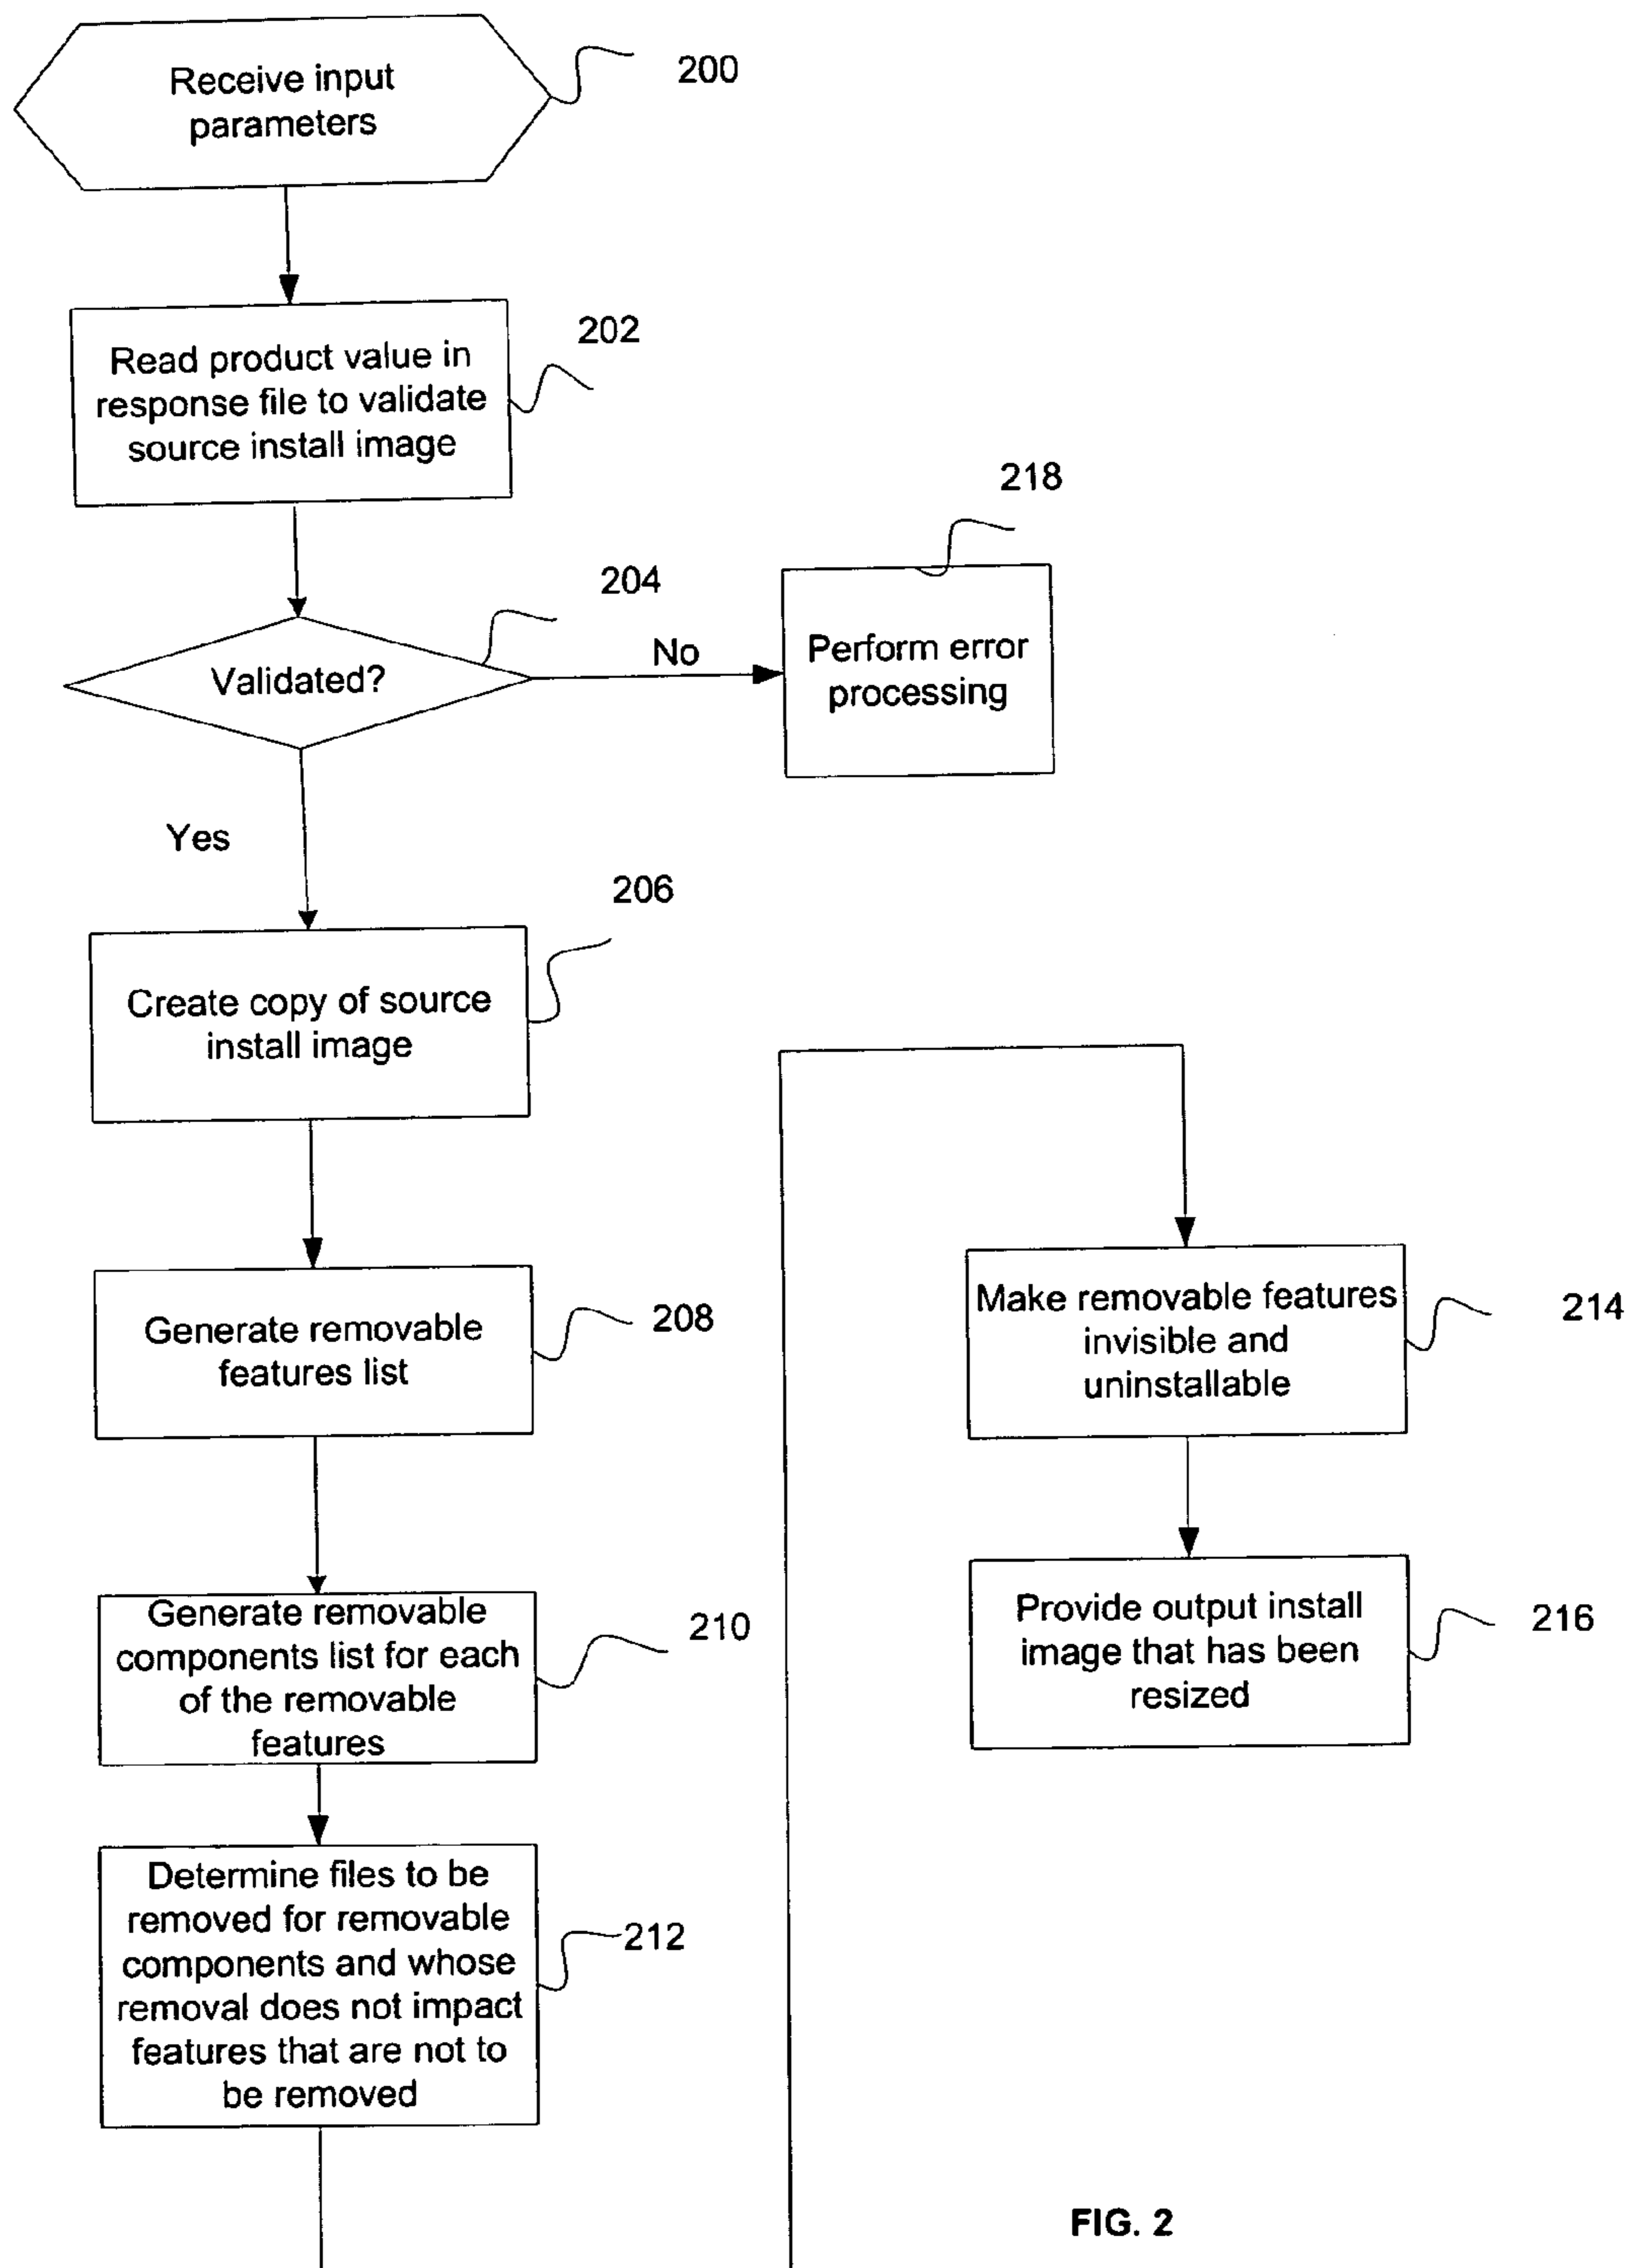 Receive input
parameters
200
Read product value in
response file to validate
source install image
202
Validated?
204
No
Perform error
processing
218
Yes
Create copy of source
install image
206
Generate removable
features list
208
Generate removable
components list for each
of the removable
features
210
Determine files to be
removed for removable
components and whose
removal does not impact
features that are not to
be removed
212
Make removable features
invisible and
uninstallable
214
Provide output install
image that has been
resized
216
FIG. 2